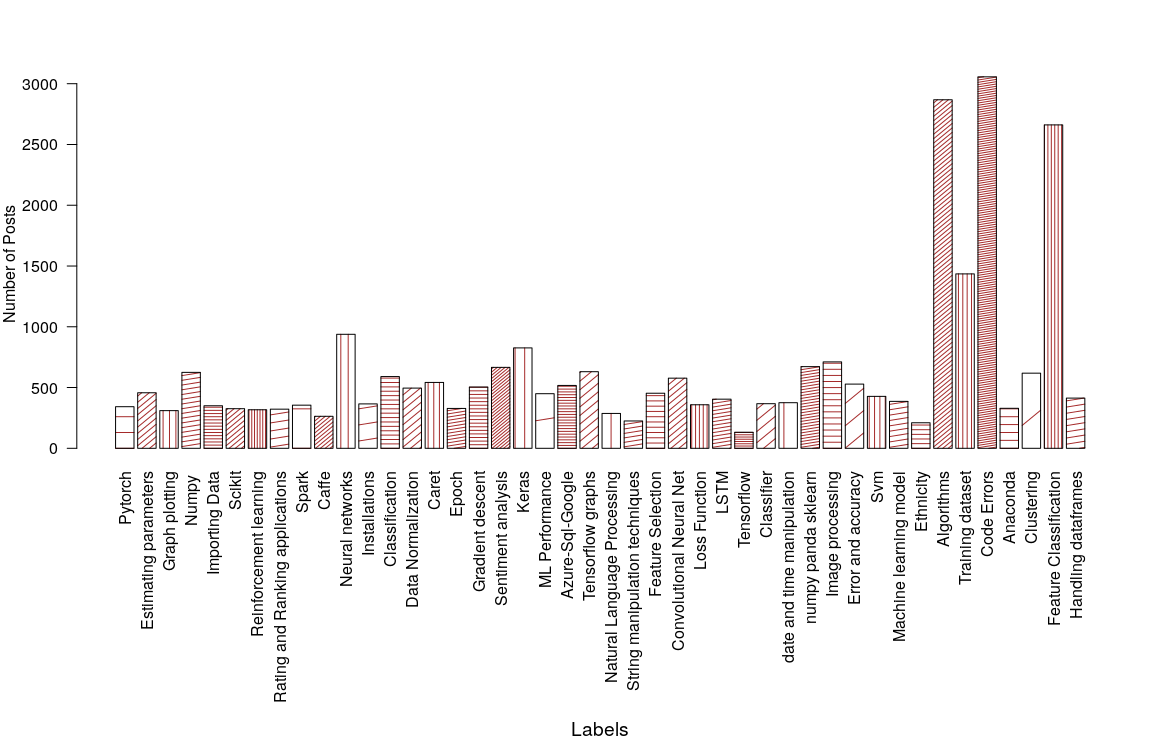 3000
2500
2000
1500
1000
500
0
Number of Posts
Pytorch
Estimating parameters
Graph plotting
Numpy
Importing Data
Scikit
Reinforcement learning
Rating and Ranking applications
Spark
Caffe
Neural networks
Installations
Classification
Data Normalization
Caret
Epoch
Gradient descent
Sentiment analysis
Keras
ML Performance
Azure-Sql-Google
Tensorflow graphs
Natural Language Processing
String manipulation techniques
Feature Selection
Convolutional Neural Net
Loss Function
LSTM
Tensorflow
Classifier
date and time manipulation
numpy panda sklearn
Image processing
Error and accuracy
Svm
Machine learning model
Ethnicity
Algorithms
Training dataset
Code Errors
Anaconda
Clustering
Feature Classification
Handling dataframes
Labels